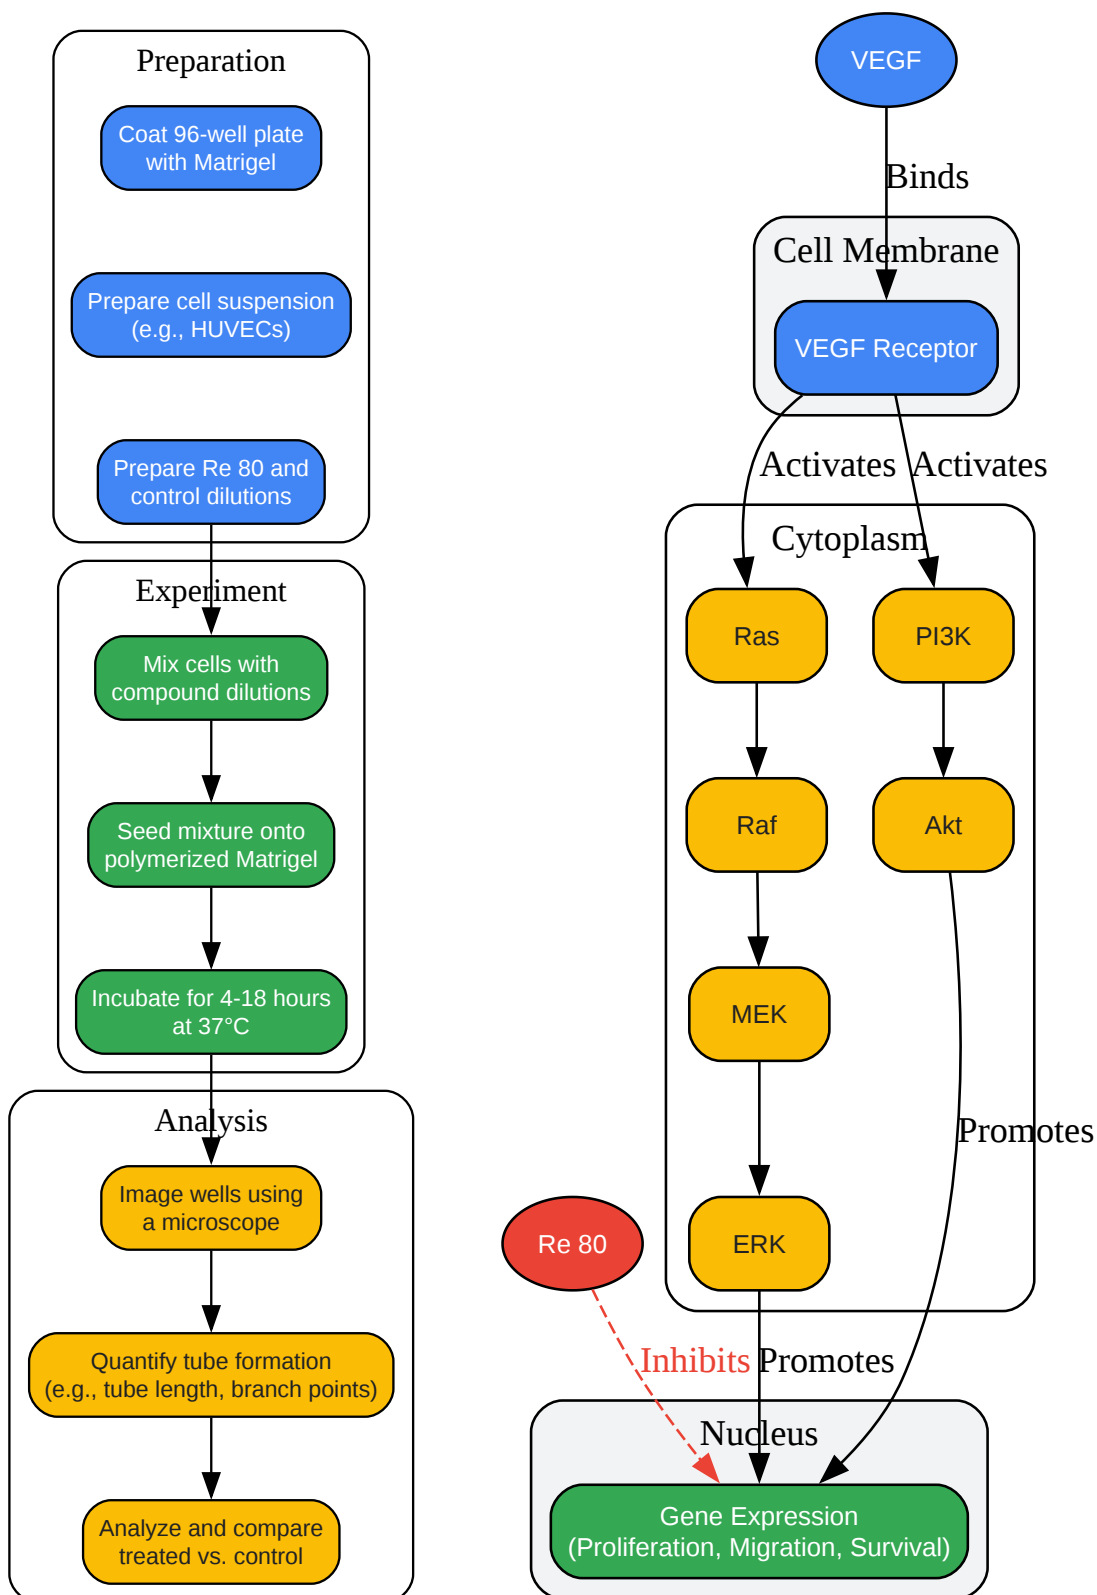 Preparation
Coat 96-well plate
with Matrigel
Prepare cell suspension
(e.g., HUVECs)
Prepare Re 80 and
control dilutions
Experiment
Mix cells with
compound dilutions
Seed mixture onto
polymerized Matrigel
Incubate for 4-18 hours
at 37°C
Analysis
Image wells using
a microscope
Quantify tube formation
(e.g., tube length, branch points)
Analyze and compare
treated vs. control
VEGF
Binds
Cell Membrane
VEGF Receptor
Activates
Activates
Cytoplasm
Ras
PI3K
Raf
Akt
MEK
Promotes
ERK
Re 80
Inhibits
Promotes
Nucleus
Gene Expression
(Proliferation, Migration, Survival)